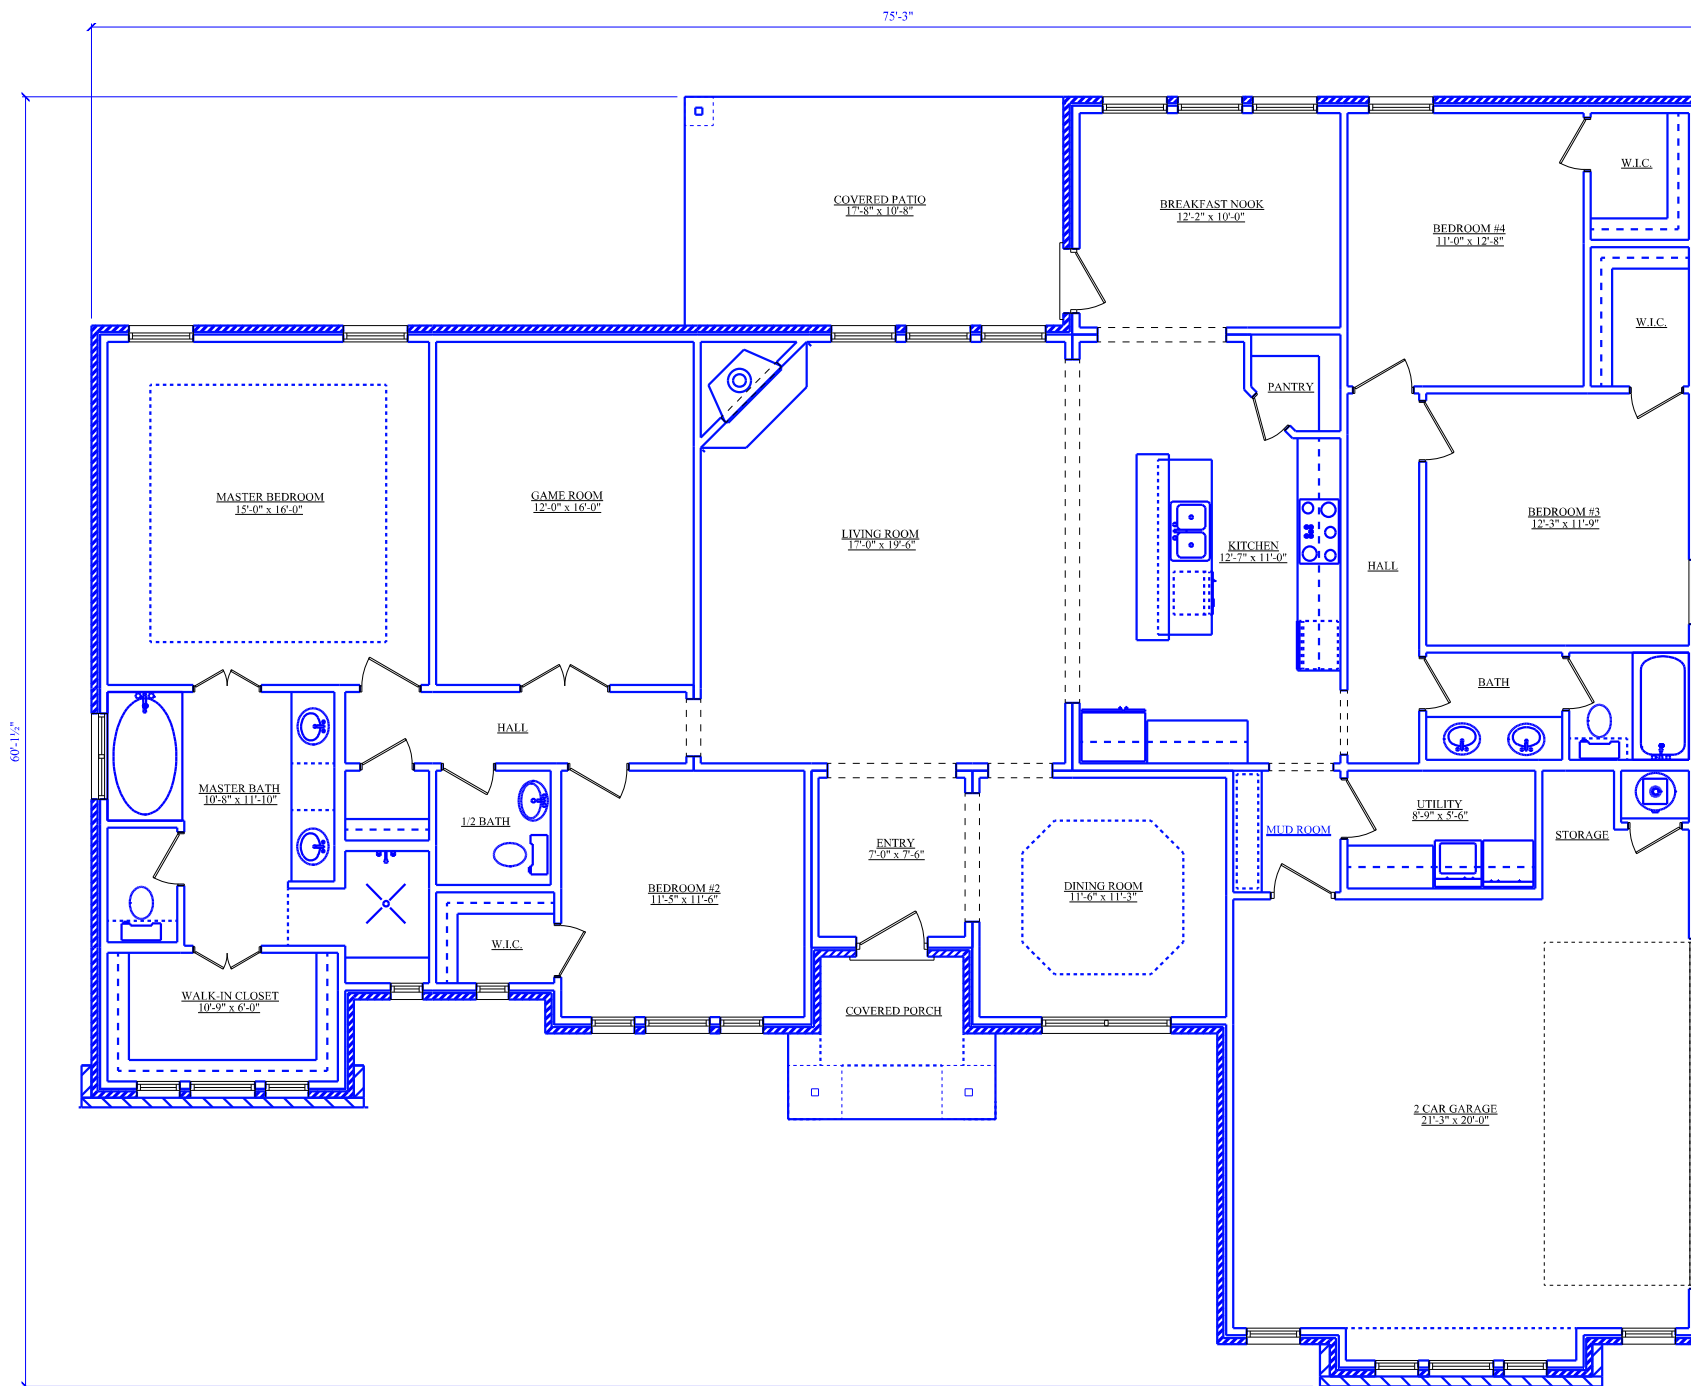 75'-3"
COVERED PATIO
17'-8" x 10'-8"
BREAKFAST NOOK
12'-2" x 10'-0"
BEDROOM #4
11'-0" x 12'-8"
W.I.C.
W.I.C.
PANTRY
MASTER BEDROOM
15'-0" x 16'-0"
GAME ROOM
12'-0" x 16'-0"
LIVING ROOM
17'-0" x 19'-6"
KITCHEN
12'-7" x 11'-0"
HALL
BEDROOM #3
12'-3" x 11'-9"
BATH
HALL
60'-1½"
MASTER BATH
10'-8" x 11'-10"
1/2 BATH
ENTRY
7'-0" x 7'-6"
MUD ROOM
UTILITY
8'-9" x 5'-6"
STORAGE
BEDROOM #2
11'-5" x 11'-6"
DINING ROOM
11'-6" x 11'-3"
W.I.C.
WALK-IN CLOSET
10'-9" x 6'-0"
COVERED PORCH
2 CAR GARAGE
21'-3" x 20'-0"